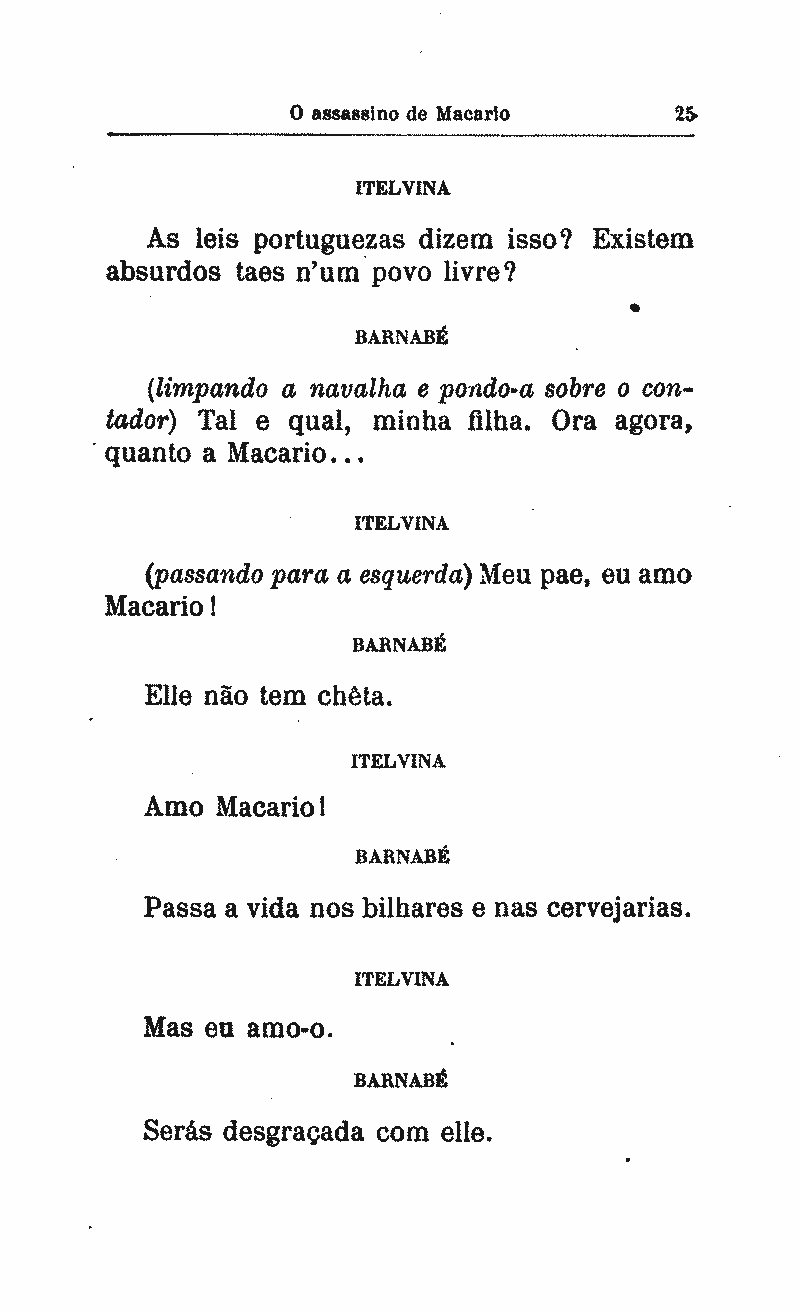 O assassino de Macario 25
ITELVINA
As leis portuguezas dizem isso? Existem
absurdos taes n'um povo livre?
BARNABÉ
(limpando a navalha e pondo-a sobre o con-
tador) Tal e qual, minha filha. Ora agora,
quanto a Macario...
ITELVINA
(passando para a esquerda) Meu pae, eu amo
Macario!
BARNABÉ
Elle não tem chêta.
ITELVINA
Amo Macario!
BARNABÉ
Passa a vida nos bilhares e nas cervejarias.
ITELVINA
Mas eu amo-o.
BARNABÉ
Serás desgraçada com elle.